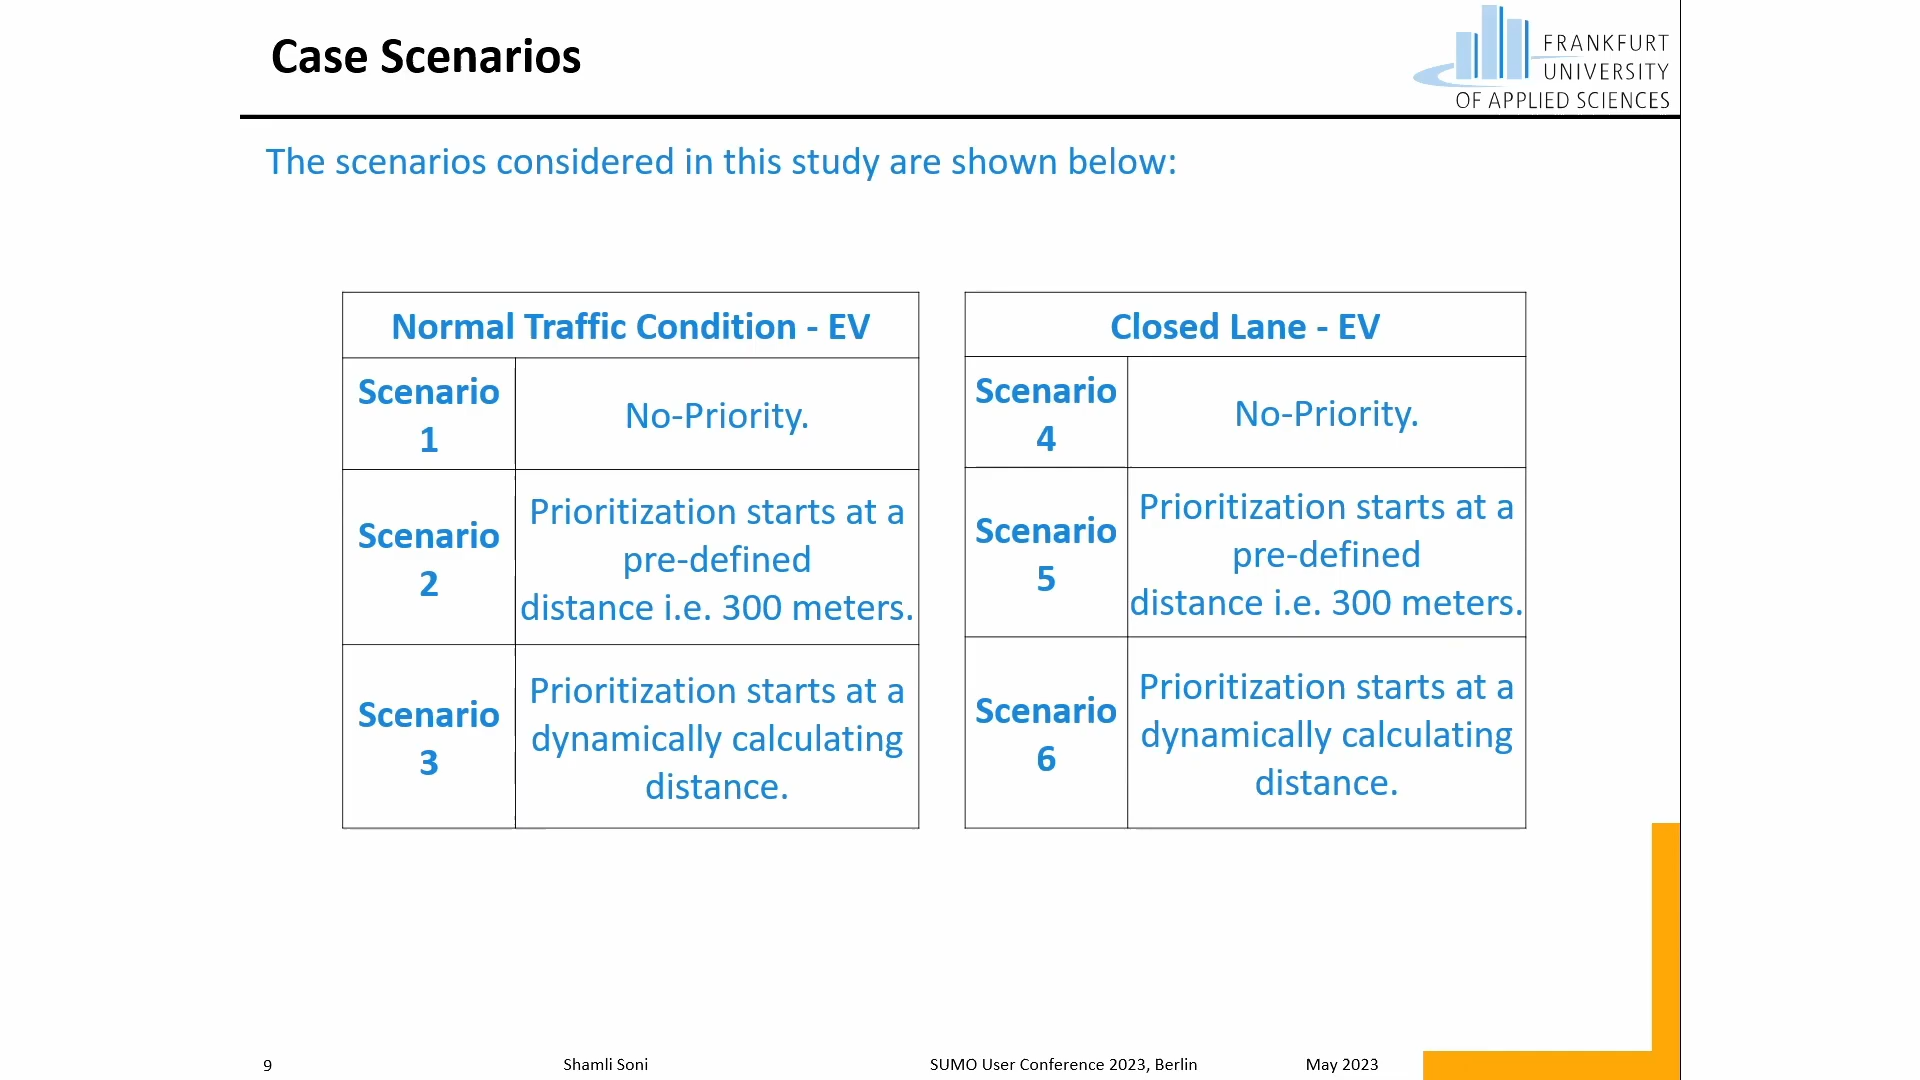 Case Scenarios
FRANKFURT
UNIVERSITY
OF APPLIED SCIENCES
The scenarios considered in this study are shown below:
Normal Traffic Condition - EV
Scenario
1
No-Priority.
Scenario
2
Prioritization starts at a
pre-defined
distance i.e. 300 meters.
Scenario
3
Prioritization starts at a
dynamically calculating
distance.
Closed Lane - EV
Scenario
4
No-Priority.
Scenario
5
Prioritization starts at a
pre-defined
distance i.e. 300 meters.
Scenario
6
Prioritization starts at a
dynamically calculating
distance.
9
Shamli Soni
SUMO User Conference 2023, Berlin
May 2023